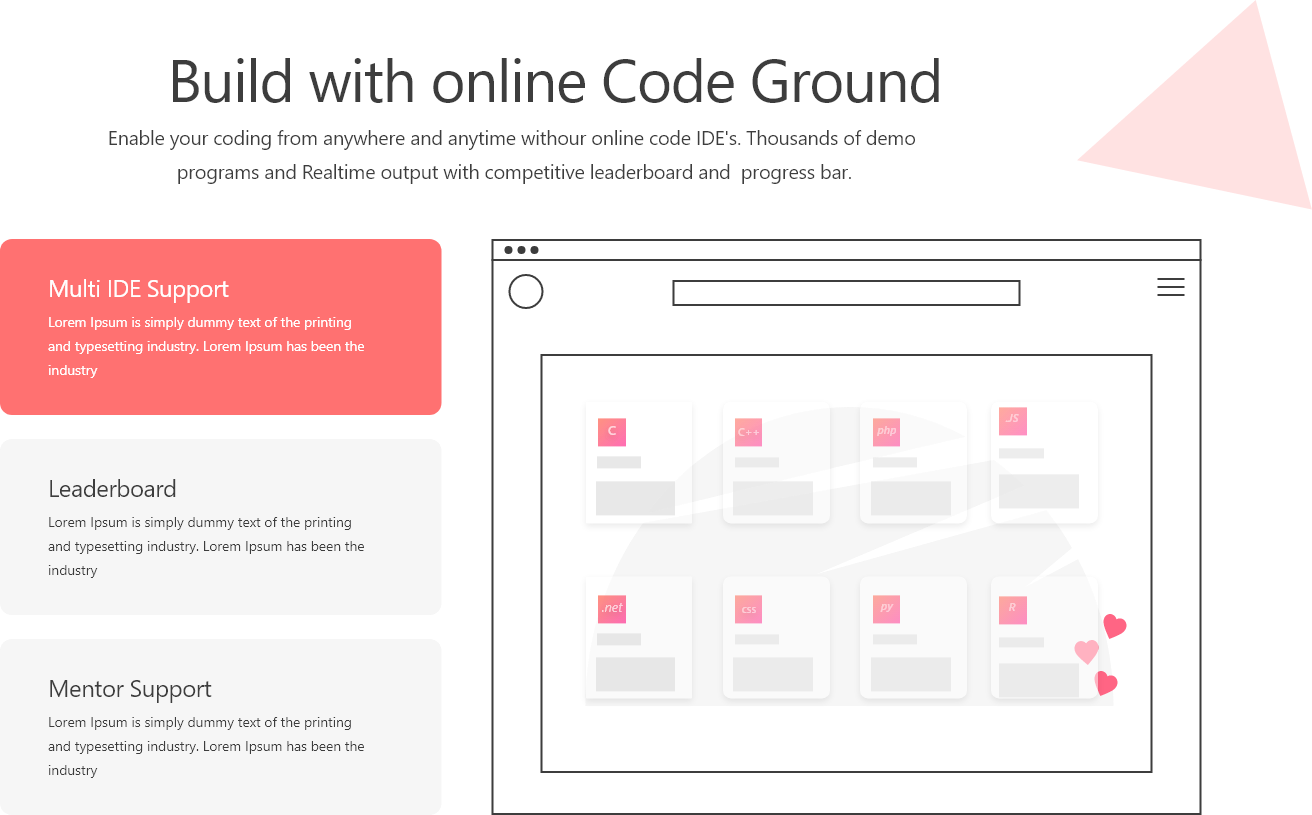 Build with online Code Ground
Enable your coding from anywhere and anytime withour online code IDE's. Thousands of demo
programs and Realtime output with competitive leaderboard and  progress bar.
Multi IDE Support
Lorem Ipsum is simply dummy text of the printing
and typesetting industry. Lorem Ipsum has been the
industry
Leaderboard
Lorem Ipsum is simply dummy text of the printing
and typesetting industry. Lorem Ipsum has been the
industry
Mentor Support
Lorem Ipsum is simply dummy text of the printing
and typesetting industry. Lorem Ipsum has been the
industry
C
C++
php
.JS
.net
css
py
R